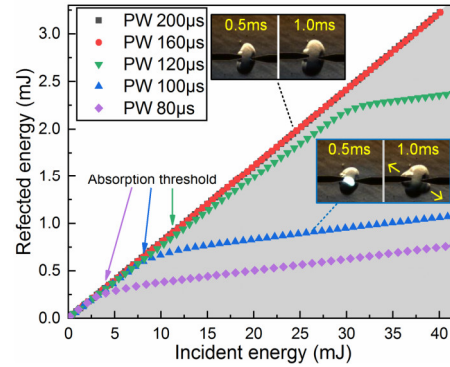 PW 200μs
PW 160μs
PW 120μs
PW 100μs
PW 80μs
0.5ms 1.0ms
0.5ms 1.0ms
Absorption threshold
Refected energy (mJ)
3.0
2.5
2.0
1.5
1.0
0.5
0.0
0 5 10 15 20 25 30 35 40
Incident energy (mJ)